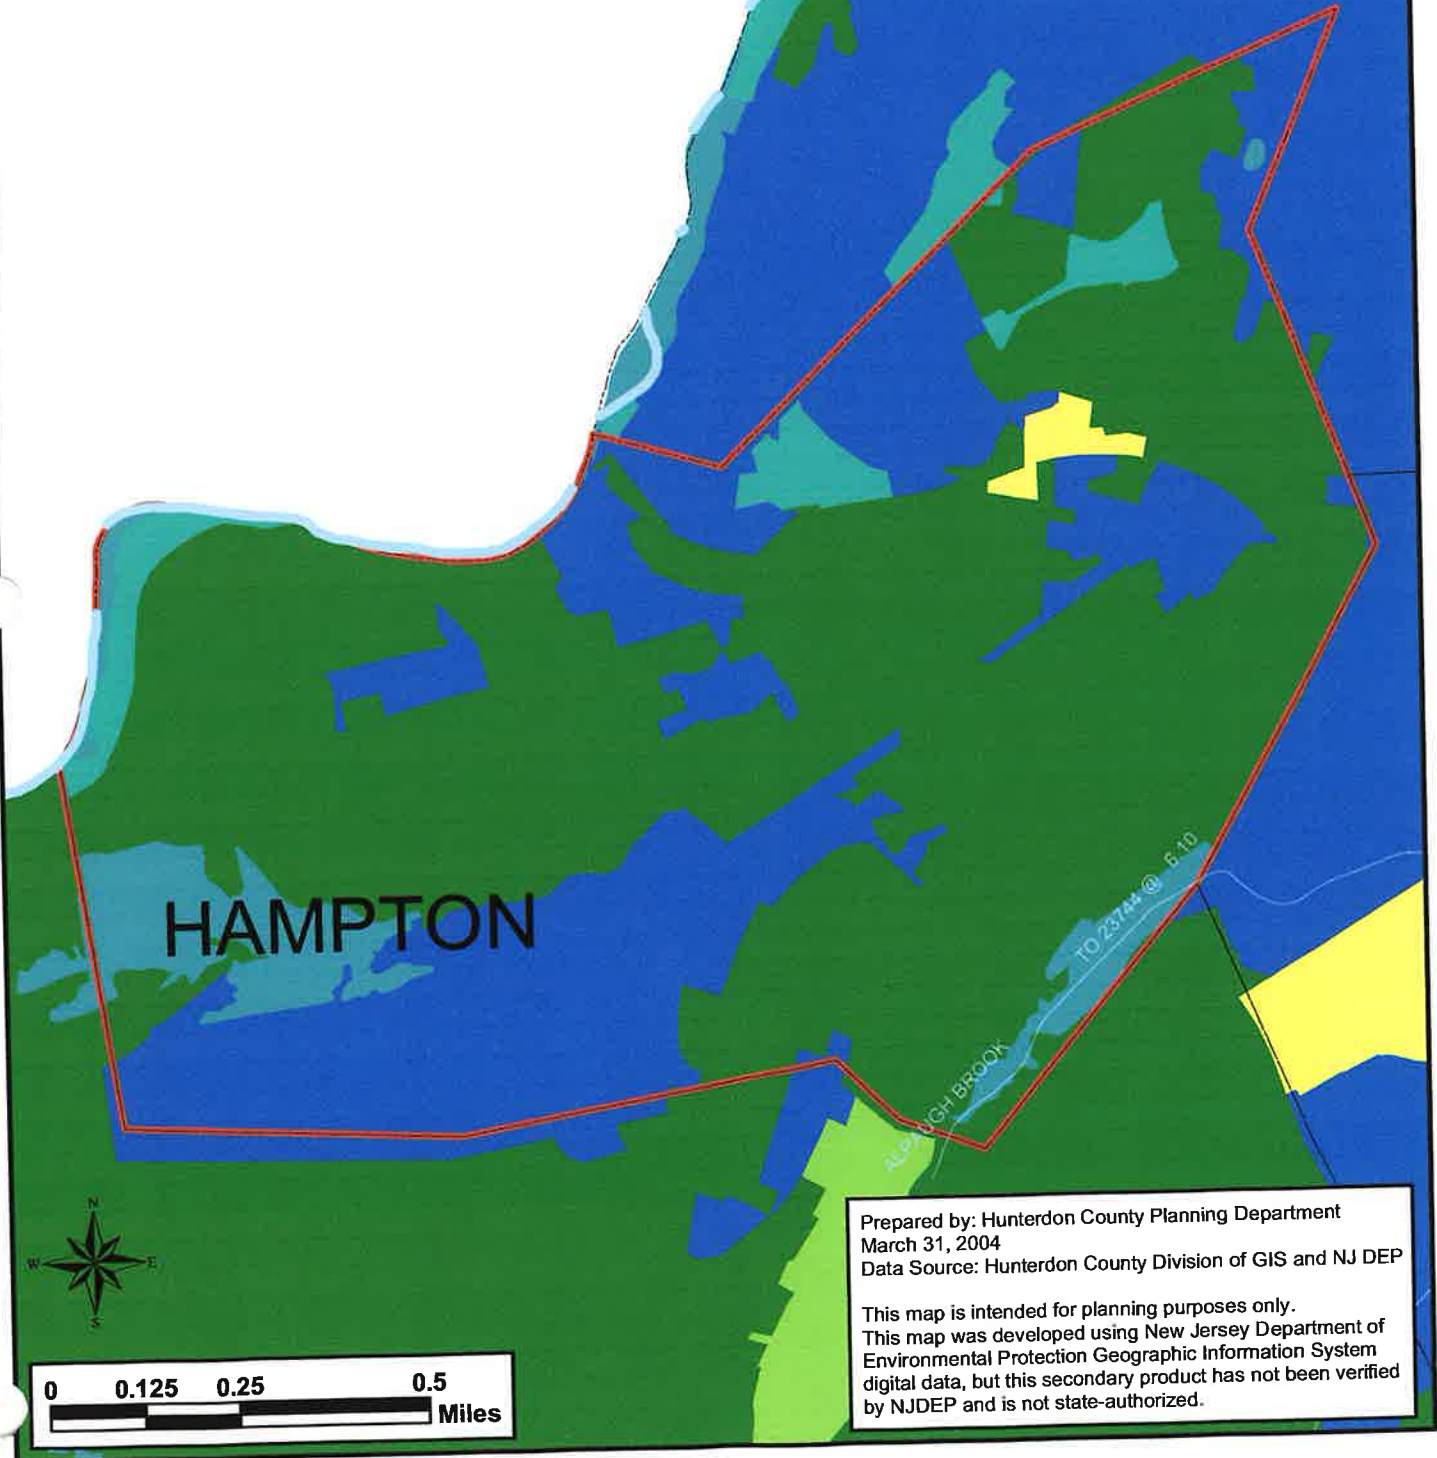 TO 23744 @ 6.10
HAMPTON
ALPAUGH BROOK
N
W E
S
Prepared by: Hunterdon County Planning Department
March 31, 2004
Data Source: Hunterdon County Division of GIS and NJ DEP
This map is intended for planning purposes only.
This map was developed using New Jersey Department of
Environmental Protection Geographic Information System
digital data, but this secondary product has not been verified
by NJDEP and is not state-authorized.
0 0.125 0.25 0.5
Miles